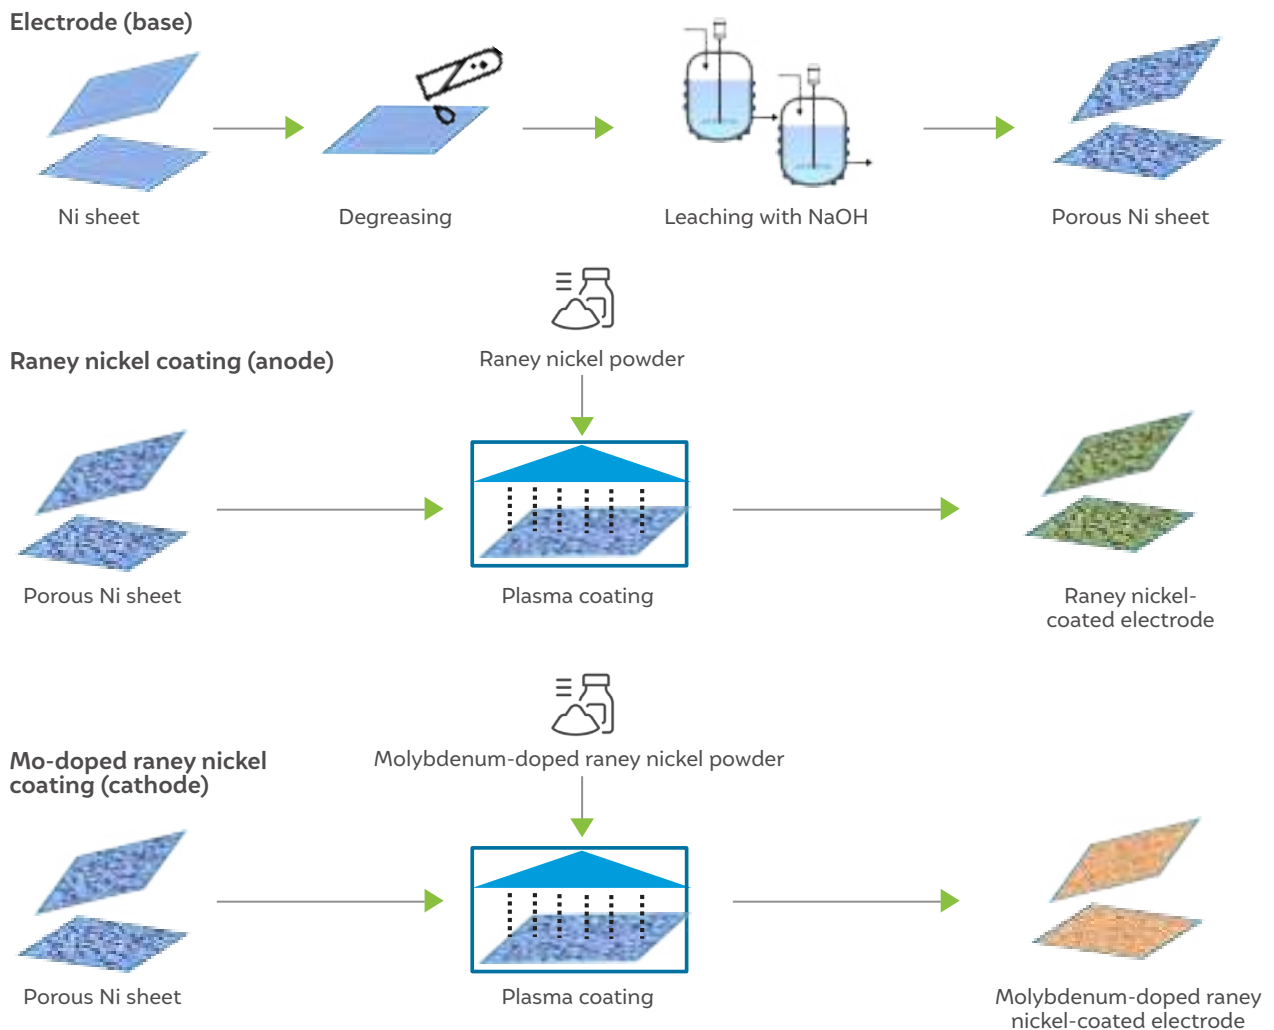 Electrode (base)
Ni sheet
Degreasing
Leaching with NaOH
Porous Ni sheet
Raney nickel coating (anode)
Raney nickel powder
Porous Ni sheet
Plasma coating
Raney nickel-
coated electrode
Mo-doped raney nickel
coating (cathode)
Molybdenum-doped raney nickel powder
Porous Ni sheet
Plasma coating
Molybdenum-doped raney
nickel-coated electrode